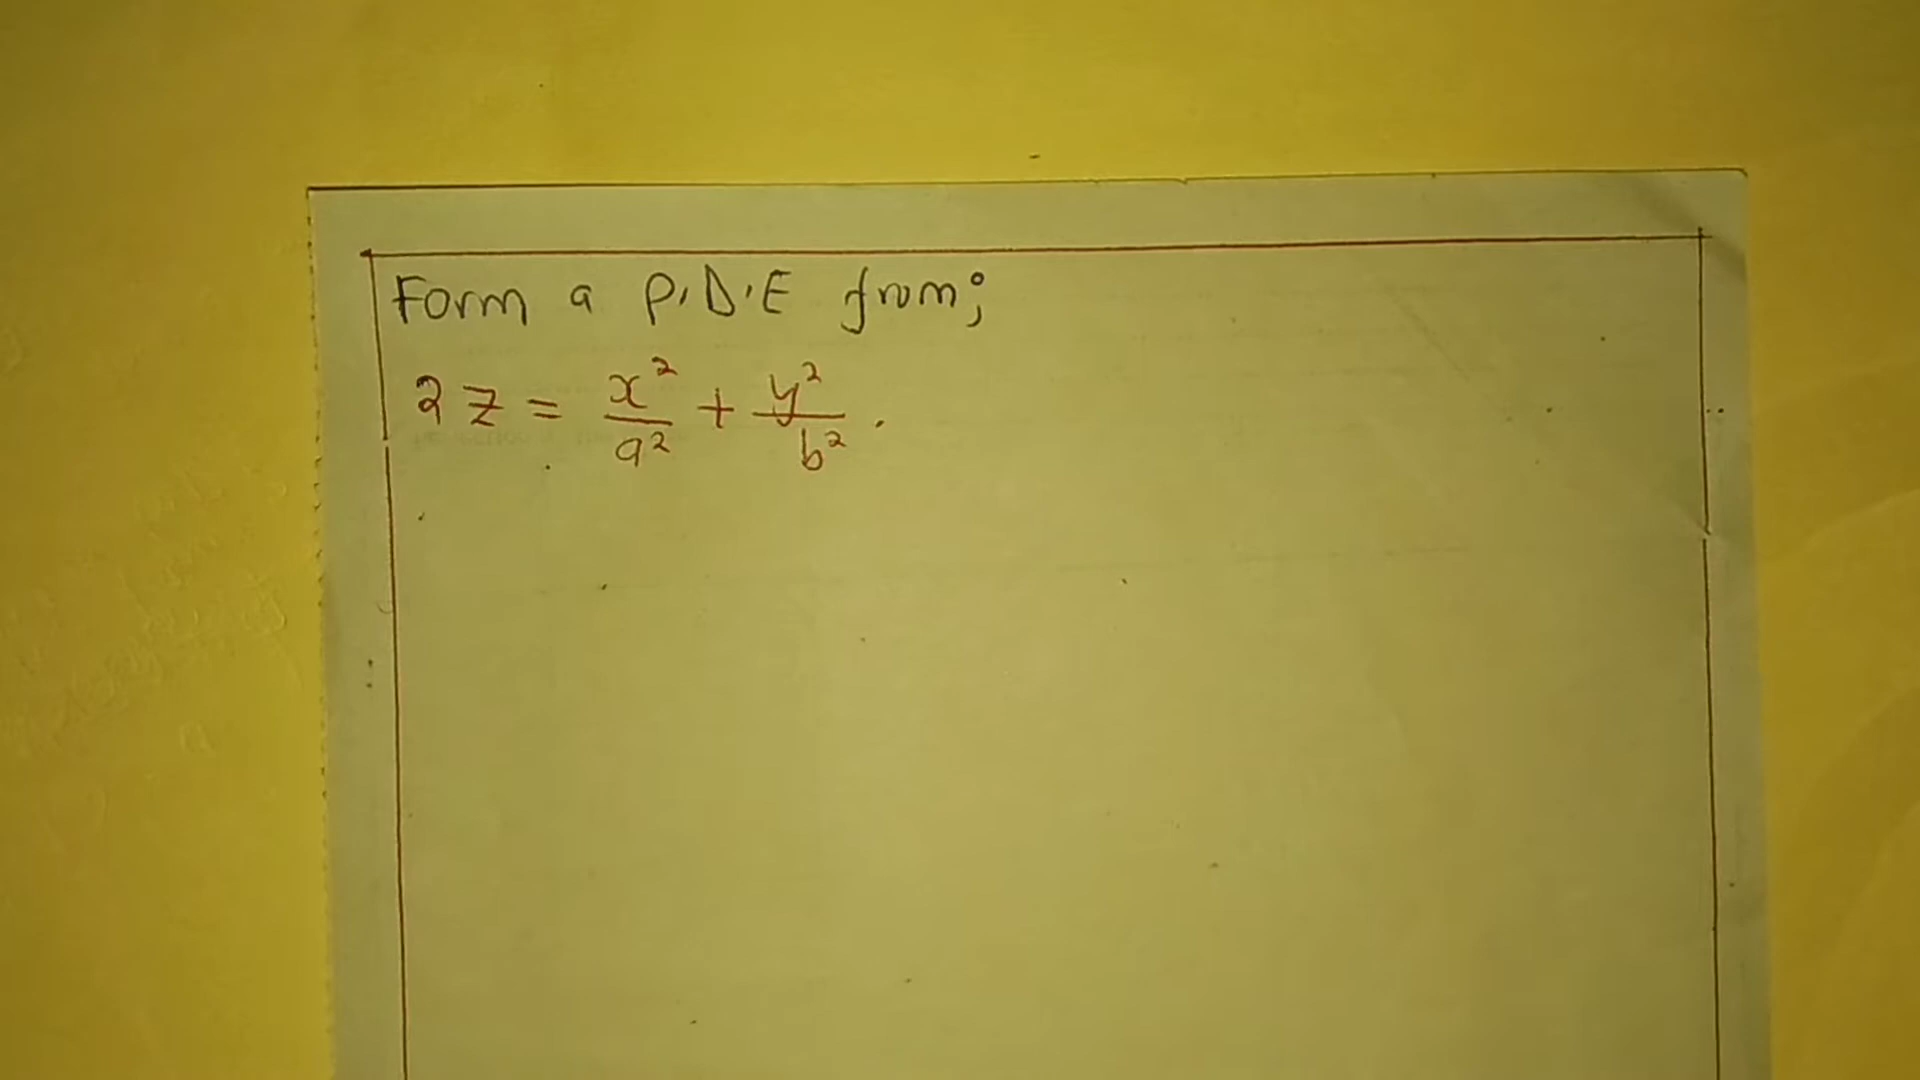 Form a P.D.E from;
2z = x²/a² + y²/b².